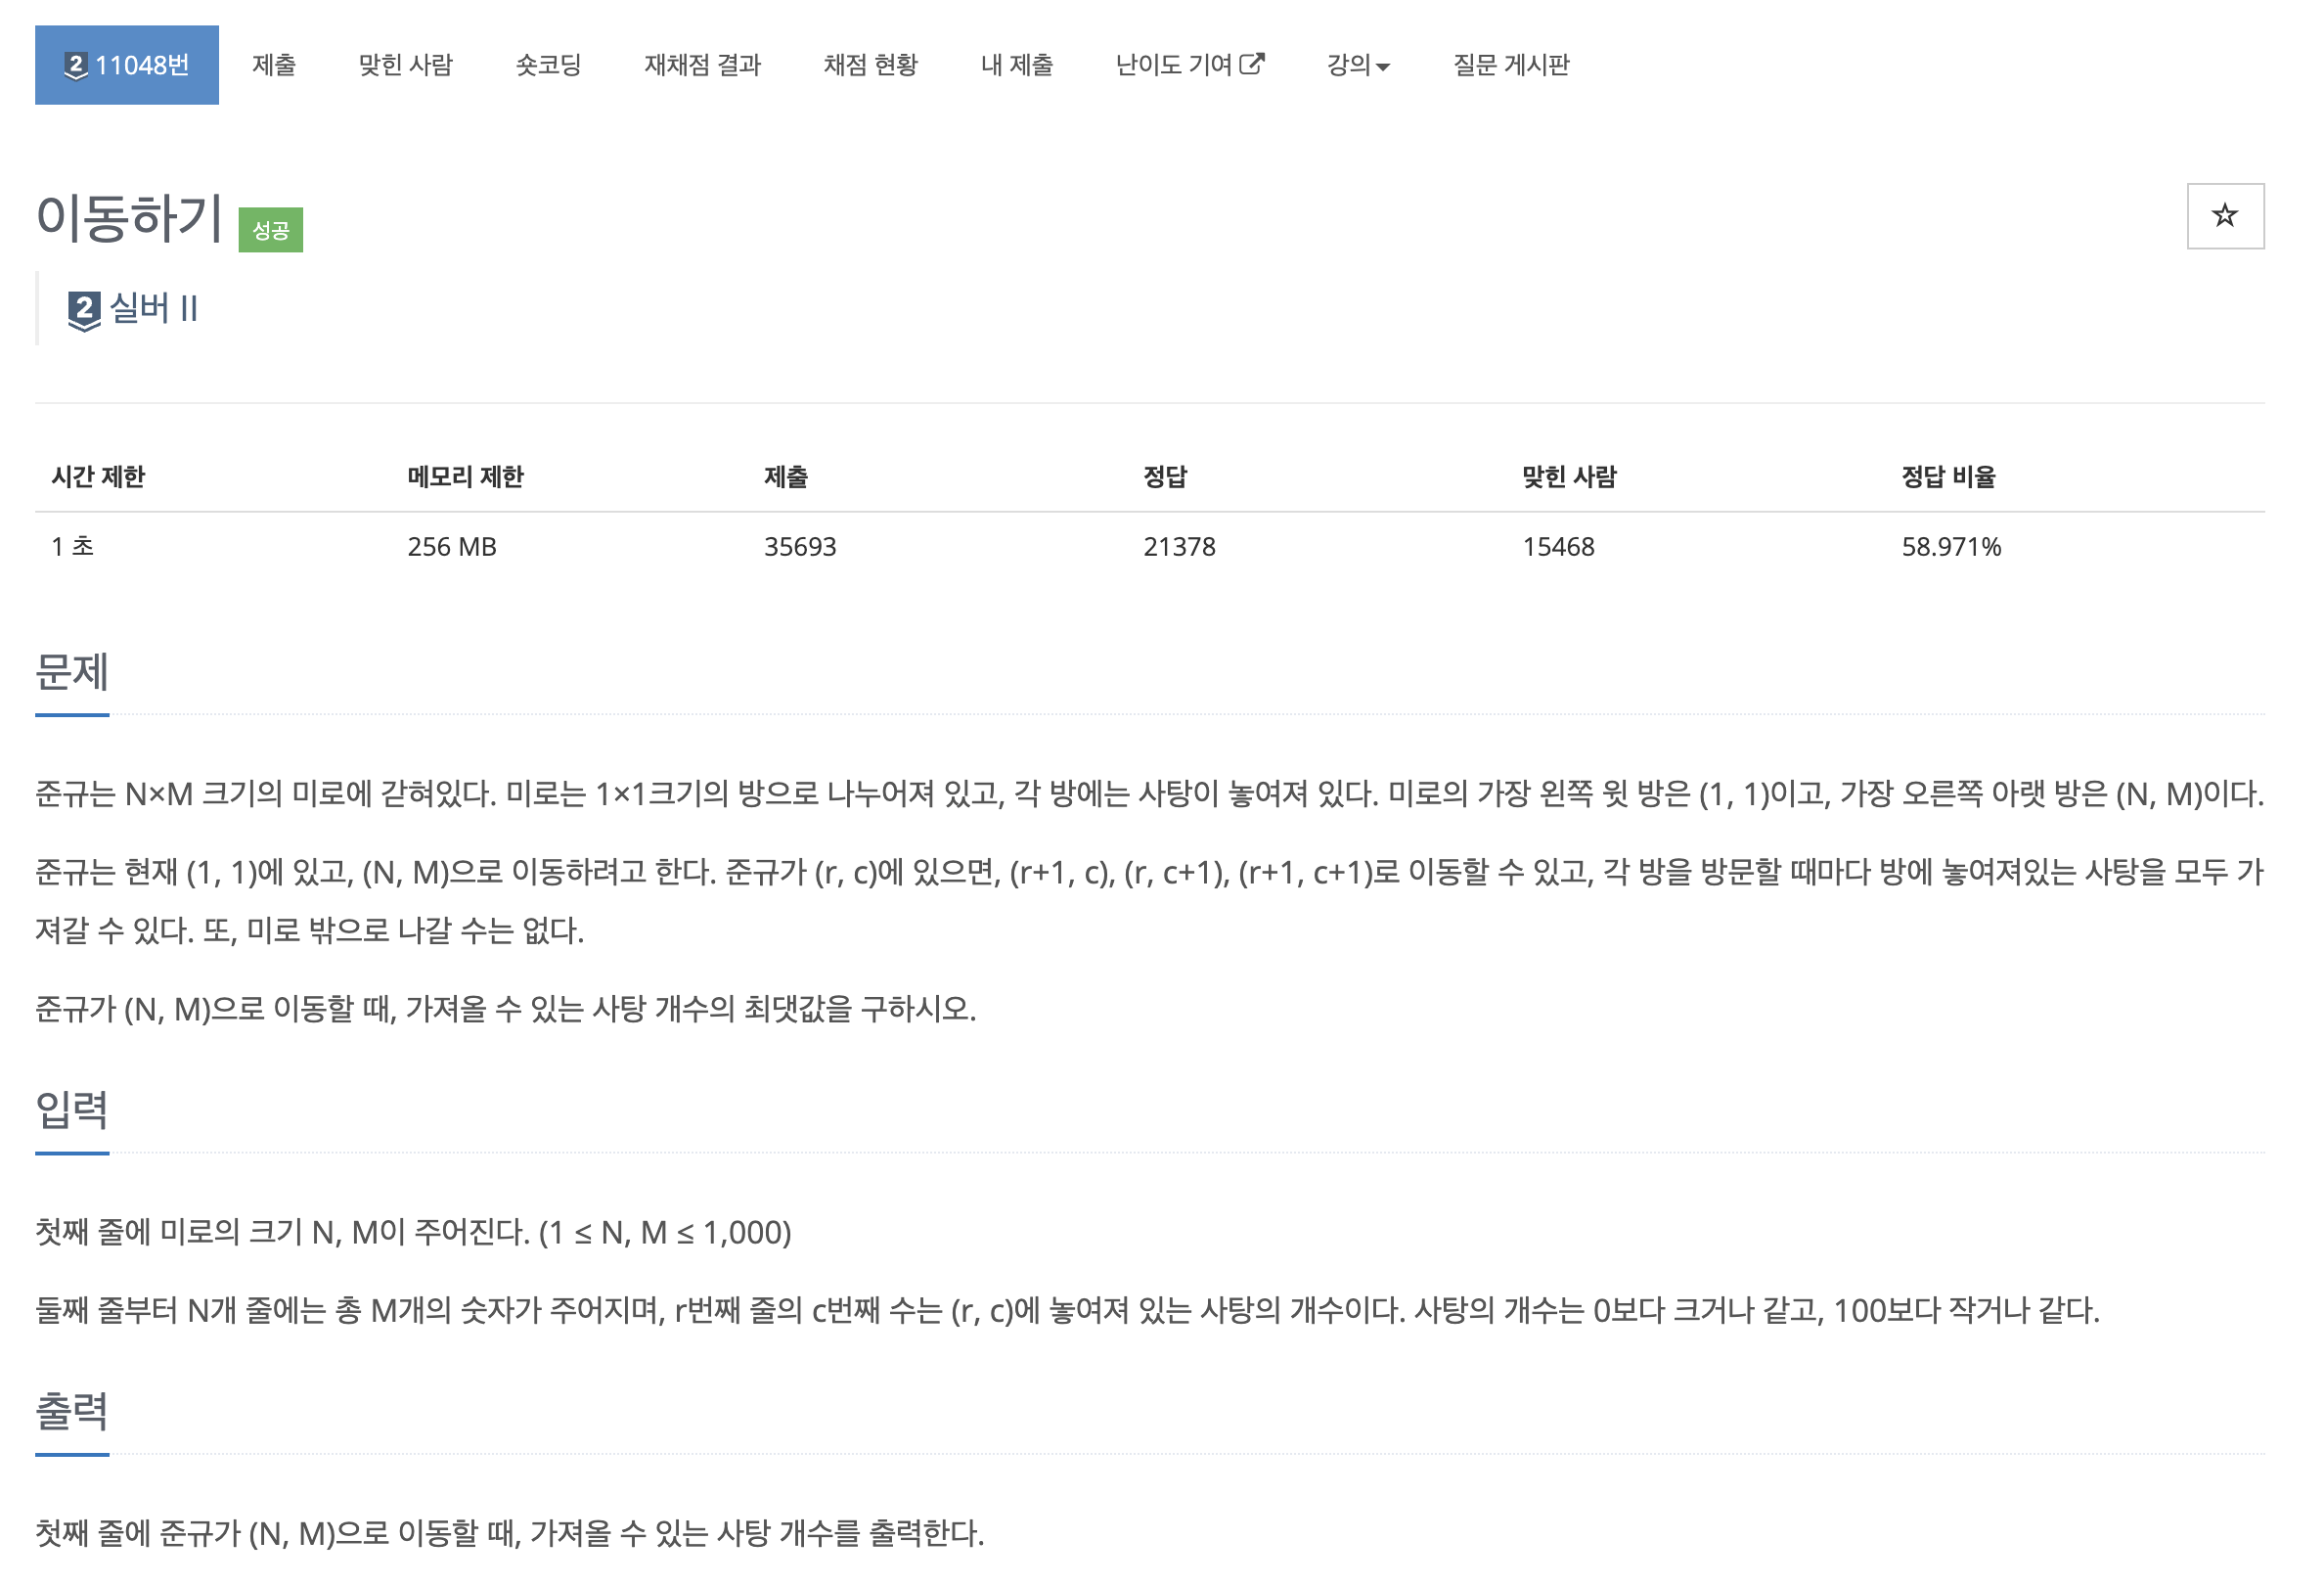 2 11048번 제출 맞힌 사람 숏코딩 재채점 결과 채점 현황 내 제출 난이도 기여 강의 질문 게시판
이동하기 성공
2 실버 II
시간 제한 메모리 제한 제출 정답 맞힌 사람 정답 비율
1 초 256 MB 35693 21378 15468 58.971%
문제
준규는 N×M 크기의 미로에 갇혀있다. 미로는 1×1크기의 방으로 나누어져 있고, 각 방에는 사탕이 놓여져 있다. 미로의 가장 왼쪽 윗 방은 (1, 1)이고, 가장 오른쪽 아랫 방은 (N, M)이다.
준규는 현재 (1, 1)에 있고, (N, M)으로 이동하려고 한다. 준규가 (r, c)에 있으면, (r+1, c), (r, c+1), (r+1, c+1)로 이동할 수 있고, 각 방을 방문할 때마다 방에 놓여져있는 사탕을 모두 가
져갈 수 있다. 또, 미로 밖으로 나갈 수는 없다.
준규가 (N, M)으로 이동할 때, 가져올 수 있는 사탕 개수의 최댓값을 구하시오.
입력
첫째 줄에 미로의 크기 N, M이 주어진다. (1 ≤ N, M ≤ 1,000)
둘째 줄부터 N개 줄에는 총 M개의 숫자가 주어지며, r번째 줄의 c번째 수는 (r, c)에 놓여져 있는 사탕의 개수이다. 사탕의 개수는 0보다 크거나 같고, 100보다 작거나 같다.
출력
첫째 줄에 준규가 (N, M)으로 이동할 때, 가져올 수 있는 사탕 개수를 출력한다.